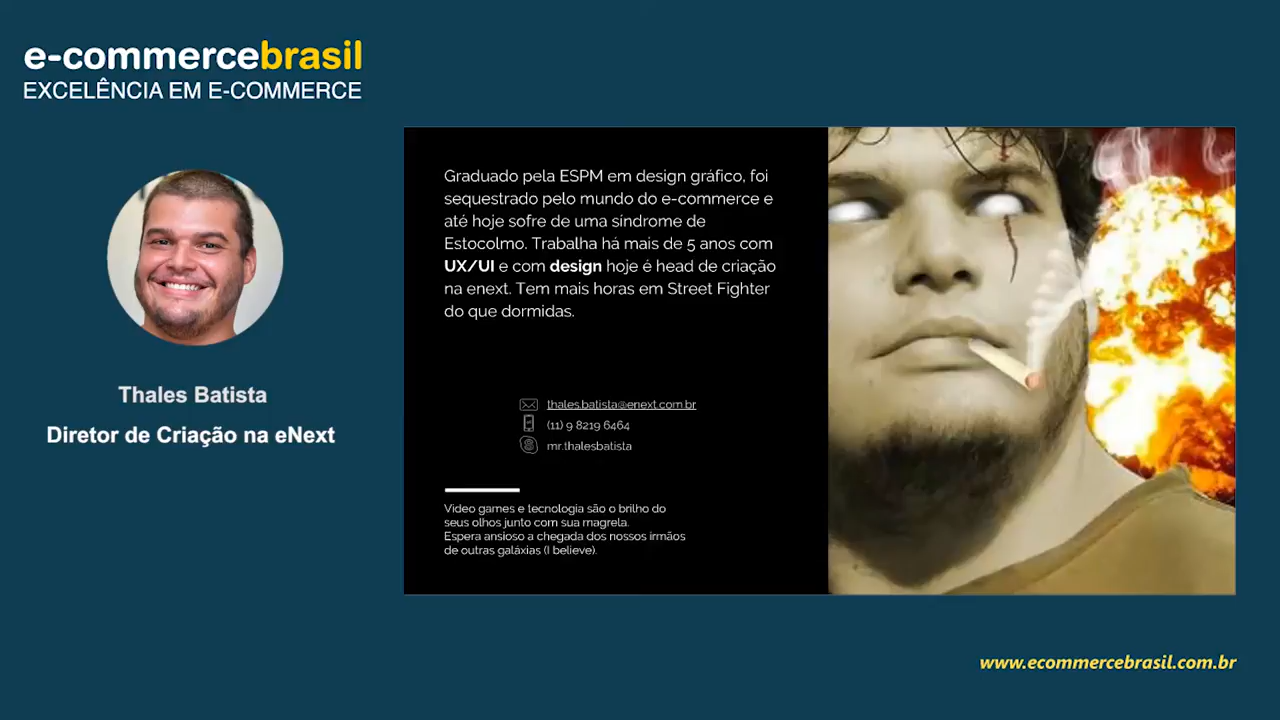 e-commercebrasil
EXCELÊNCIA EM E-COMMERCE
Thales Batista
Diretor de Criação na eNext
Graduado pela ESPM em design gráfico, foi
sequestrado pelo mundo do e-commerce e
até hoje sofre de uma síndrome de
Estocolmo. Trabalha há mais de 5 anos com
UX/UI e com design hoje é head de criação
na enext. Tem mais horas em Street Fighter
do que dormidas.
thales.batista@enext.com.br
(11) 9 8219 6464
mr.thalesbatista
Video games e tecnologia são o brilho do
seus olhos junto com sua magrela.
Espera ansioso a chegada dos nossos irmãos
de outras galáxias (I believe).
www.ecommercebrasil.com.br